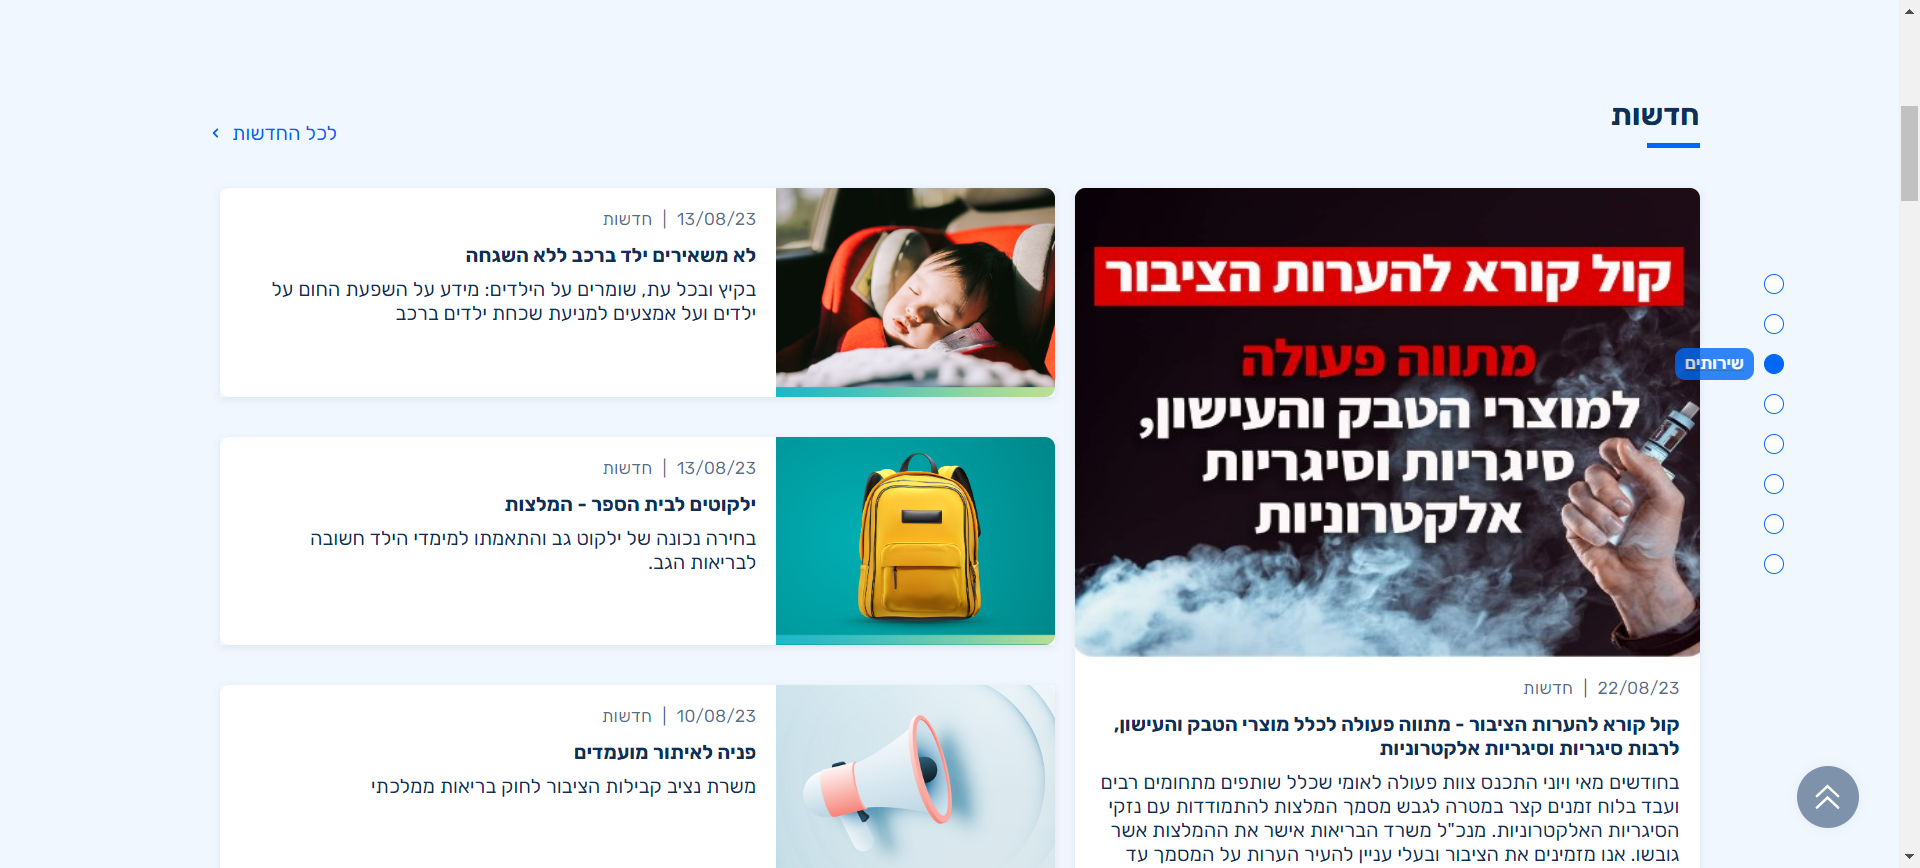 חדשות
לכל החדשות
קול קורא להערות הציבור
מתווה פעולה
למוצרי הטבק והעישון,
סיגריות וסיגריות
אלקטרוניות
22/08/23 | חדשות
קול קורא להערות הציבור - מתווה פעולה לכלל מוצרי הטבק והעישון,
לרבות סיגריות וסיגריות אלקטרוניות
בחודשים מאי ויוני התכנס צוות פעולה לאומי שכלל שותפים מתחומים רבים
ועבד בלוח זמנים קצר במטרה לגבש מסמך המלצות להתמודדות עם נזקי
הסיגריות האלקטרוניות. מנכ"ל משרד הבריאות אישר את ההמלצות אשר
גובשו. אנו מזמינים את הציבור ובעלי עניין להעיר הערות על המסמך עד
13/08/23 | חדשות
לא משאירים ילד ברכב ללא השגחה
בקיץ ובכל עת, שומרים על הילדים: מידע על השפעת החום על
ילדים ועל אמצעים למניעת שכחת ילדים ברכב
13/08/23 | חדשות
ילקוטים לבית הספר - המלצות
בחירה נכונה של ילקוט גב והתאמתו למימדי הילד חשובה
לבריאות הגב.
10/08/23 | חדשות
פניה לאיתור מועמדים
משרת נציב קבילות הציבור לחוק בריאות ממלכתי
שירותים